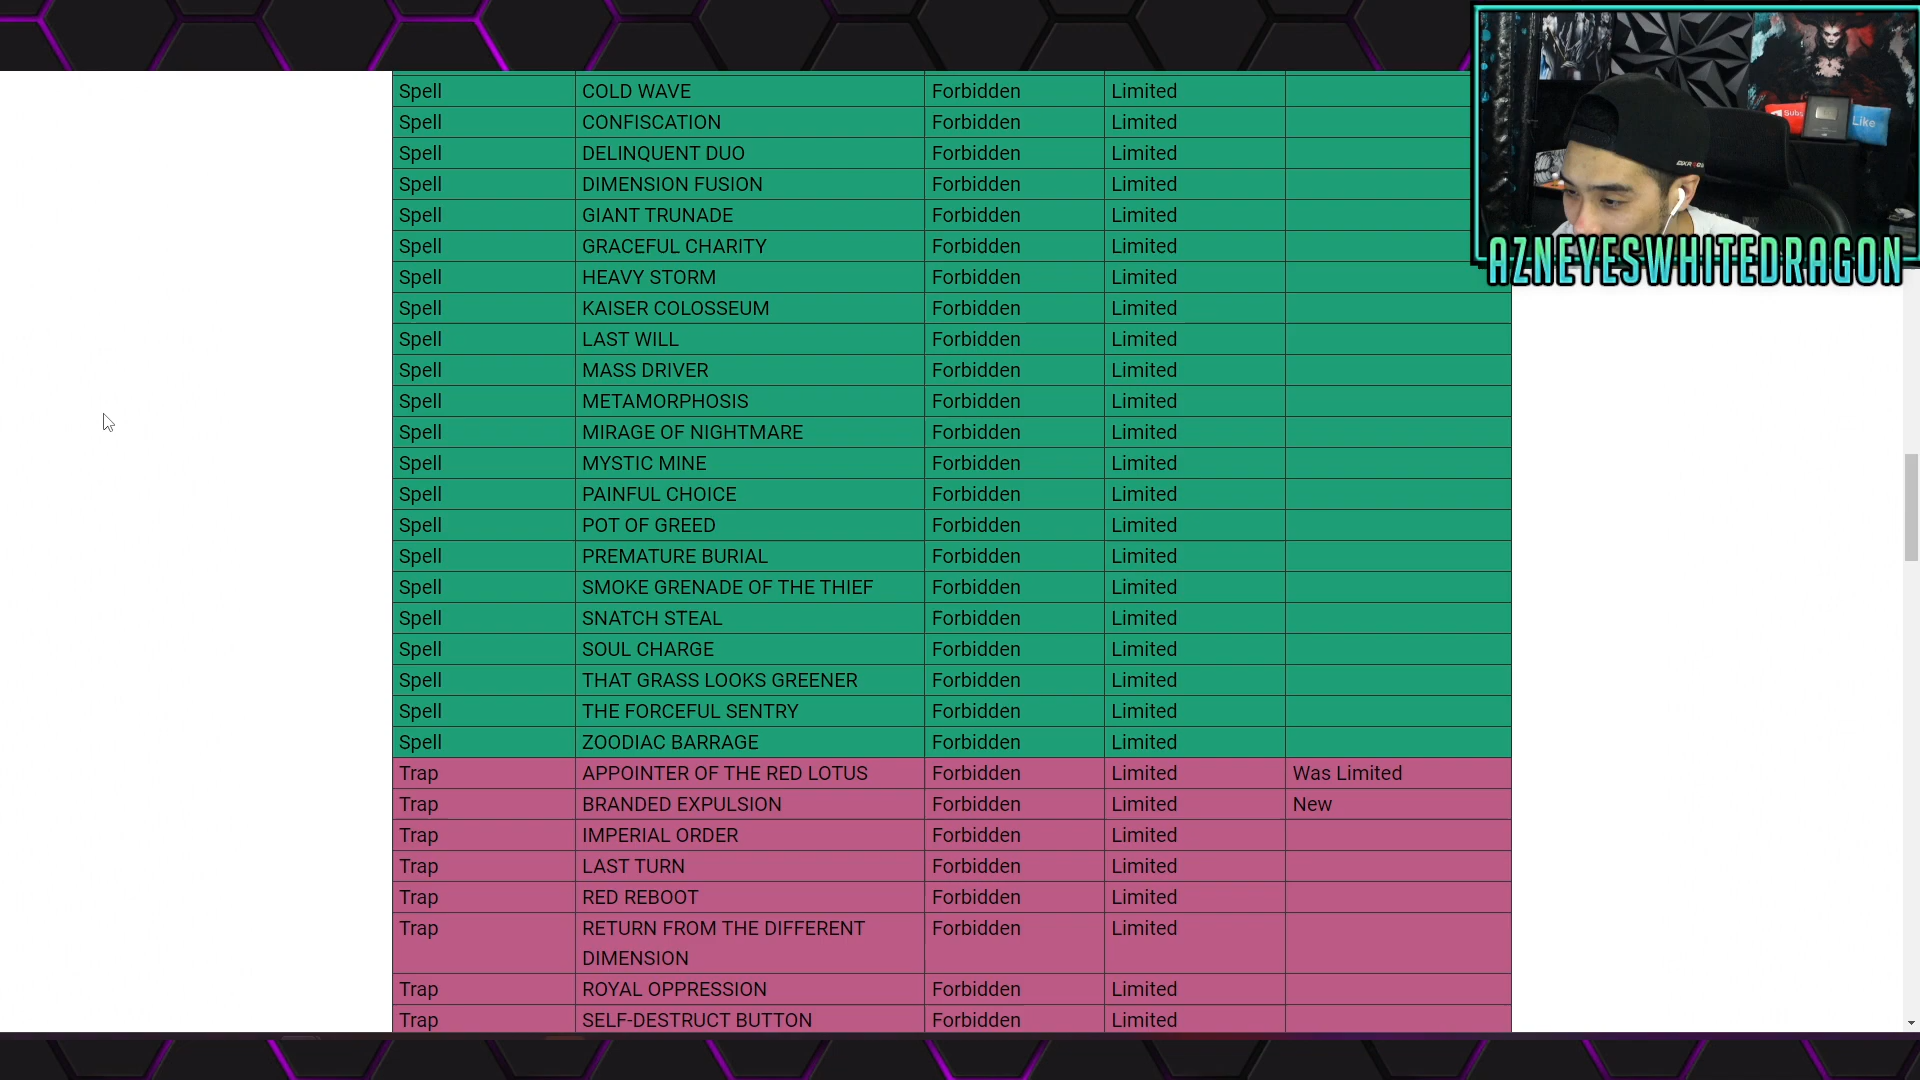 Spell COLD WAVE Forbidden Limited
Spell CONFISCATION Forbidden Limited
Spell DELINQUENT DUO Forbidden Limited
Spell DIMENSION FUSION Forbidden Limited
Spell GIANT TRUNADE Forbidden Limited
Spell GRACEFUL CHARITY Forbidden Limited
Spell HEAVY STORM Forbidden Limited
Spell KAISER COLOSSEUM Forbidden Limited
Spell LAST WILL Forbidden Limited
Spell MASS DRIVER Forbidden Limited
Spell METAMORPHOSIS Forbidden Limited
Spell MIRAGE OF NIGHTMARE Forbidden Limited
Spell MYSTIC MINE Forbidden Limited
Spell PAINFUL CHOICE Forbidden Limited
Spell POT OF GREED Forbidden Limited
Spell PREMATURE BURIAL Forbidden Limited
Spell SMOKE GRENADE OF THE THIEF Forbidden Limited
Spell SNATCH STEAL Forbidden Limited
Spell SOUL CHARGE Forbidden Limited
Spell THAT GRASS LOOKS GREENER Forbidden Limited
Spell THE FORCEFUL SENTRY Forbidden Limited
Spell ZOODIAC BARRAGE Forbidden Limited
Trap APPOINTER OF THE RED LOTUS Forbidden Limited Was Limited
Trap BRANDED EXPULSION Forbidden Limited New
Trap IMPERIAL ORDER Forbidden Limited
Trap LAST TURN Forbidden Limited
Trap RED REBOOT Forbidden Limited
Trap RETURN FROM THE DIFFERENT Forbidden Limited
DIMENSION
Trap ROYAL OPPRESSION Forbidden Limited
Trap SELF-DESTRUCT BUTTON Forbidden Limited
Subs
Like
AZNEYESWHITEDRAGON